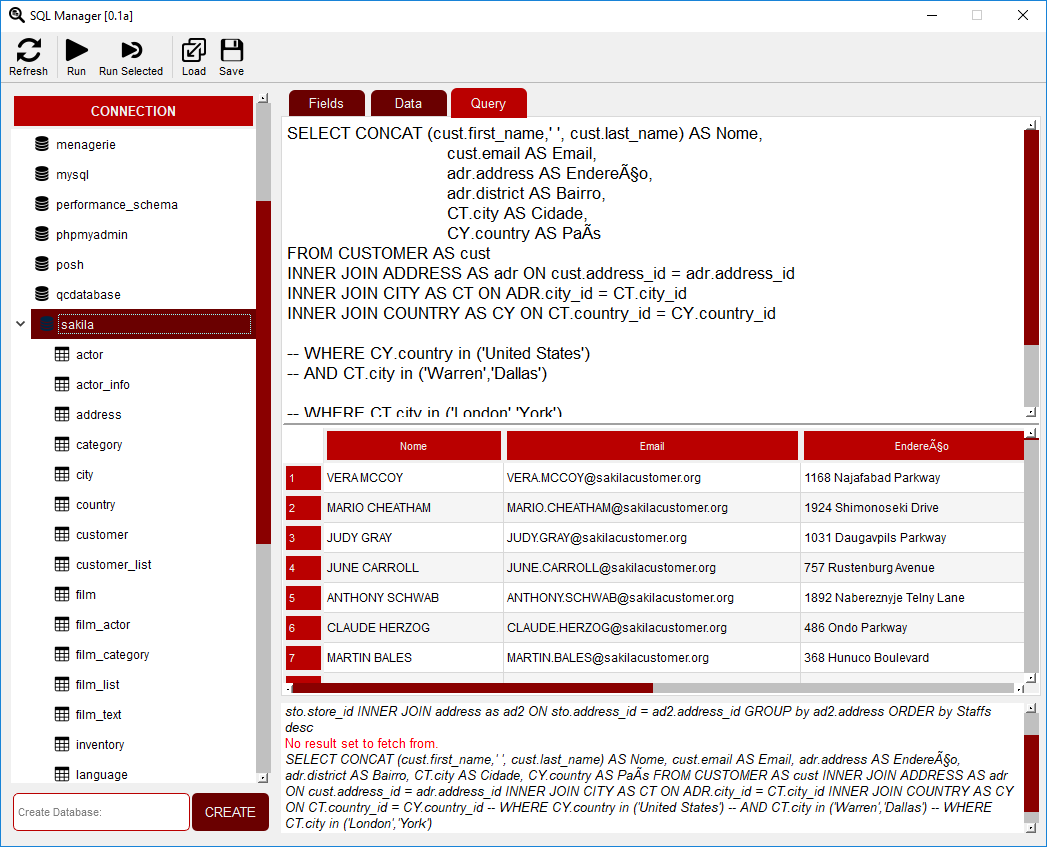 SQL Manager [0.1a]
Refresh
Run
Run Selected
Load
Save
CONNECTION
menagerie
mysql
performance_schema
phpmyadmin
posh
qcdatabase
sakila
actor
actor_info
address
category
city
country
customer
customer_list
film
film_actor
film_category
film_list
film_text
inventory
language
Create Database:
CREATE
Fields
Data
Query
SELECT CONCAT (cust.first_name,' ', cust.last_name) AS Nome,
cust.email AS Email,
adr.address AS EndereÃ§o,
adr.district AS Bairro,
CT.city AS Cidade,
CY.country AS PaÃs
FROM CUSTOMER AS cust
INNER JOIN ADDRESS AS adr ON cust.address_id = adr.address_id
INNER JOIN CITY AS CT ON ADR.city_id = CT.city_id
INNER JOIN COUNTRY AS CY ON CT.country_id = CY.country_id
-- WHERE CY.country in ('United States')
-- AND CT.city in ('Warren','Dallas')
-- WHERE CT.city in ('London','York')
Nome Email EndereÃ§o
1 VERA MCCOY VERA.MCCOY@sakilacustomer.org 1168 Najafabad Parkway
2 MARIO CHEATHAM MARIO.CHEATHAM@sakilacustomer.org 1924 Shimonoseki Drive
3 JUDY GRAY JUDY.GRAY@sakilacustomer.org 1031 Daugavpils Parkway
4 JUNE CARROLL JUNE.CARROLL@sakilacustomer.org 757 Rustenburg Avenue
5 ANTHONY SCHWAB ANTHONY.SCHWAB@sakilacustomer.org 1892 Nabereznyje Telny Lane
6 CLAUDE HERZOG CLAUDE.HERZOG@sakilacustomer.org 486 Ondo Parkway
7 MARTIN BALES MARTIN.BALES@sakilacustomer.org 368 Hunuco Boulevard
sto.store_id INNER JOIN address as ad2 ON sto.address_id = ad2.address_id GROUP by ad2.address ORDER by Staffs
desc
No result set to fetch from.
SELECT CONCAT (cust.first_name,' ', cust.last_name) AS Nome, cust.email AS Email, adr.address AS EndereÃ§o,
adr.district AS Bairro, CT.city AS Cidade, CY.country AS PaÃs FROM CUSTOMER AS cust INNER JOIN ADDRESS AS adr
ON cust.address_id = adr.address_id INNER JOIN CITY AS CT ON ADR.city_id = CT.city_id INNER JOIN COUNTRY AS CY
ON CT.country_id = CY.country_id -- WHERE CY.country in ('United States') -- AND CT.city in ('Warren','Dallas') -- WHERE
CT.city in ('London','York')